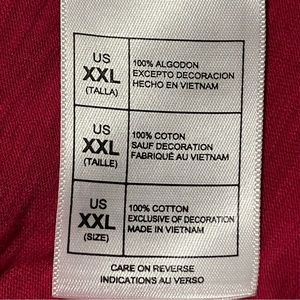 US
XXL
(TALLA)
100% ALGODON
EXCEPTO DECORACION
HECHO EN VIETNAM
US
XXL
(TAILLE)
100% COTON
SAUF DECORATION
FABRIQUÉ AU VIETNAM
US
XXL
(SIZE)
100% COTTON
EXCLUSIVE OF DECORATION
MADE IN VIETNAM
CARE ON REVERSE
INDICATIONS AU VERSO